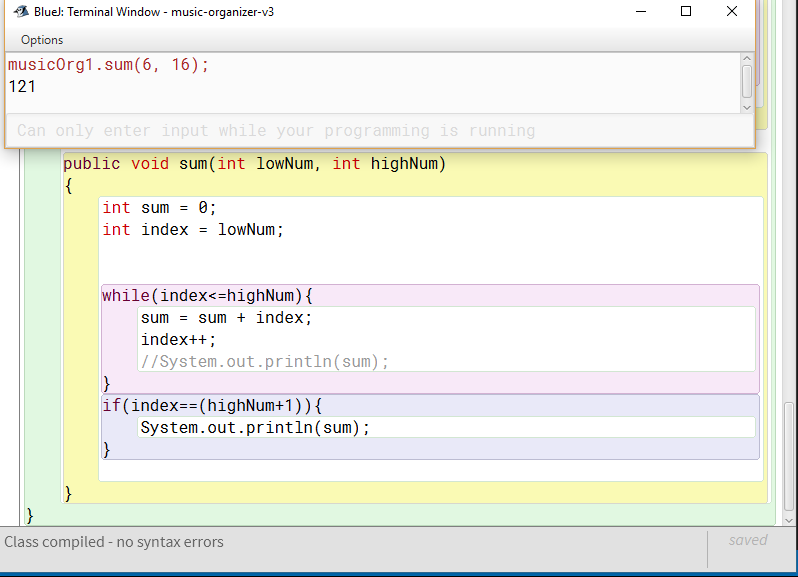 BlueJ: Terminal Window - music-organizer-v3
Options
musicOrg1.sum(6, 16);
121
Can only enter input while your programming is running
public void sum(int lowNum, int highNum)
{
int sum = 0;
int index = lowNum;
while(index<=highNum){
sum = sum + index;
index++;
//System.out.println(sum);
}
if(index==(highNum+1)){
System.out.println(sum);
}
}
}
Class compiled - no syntax errors
saved